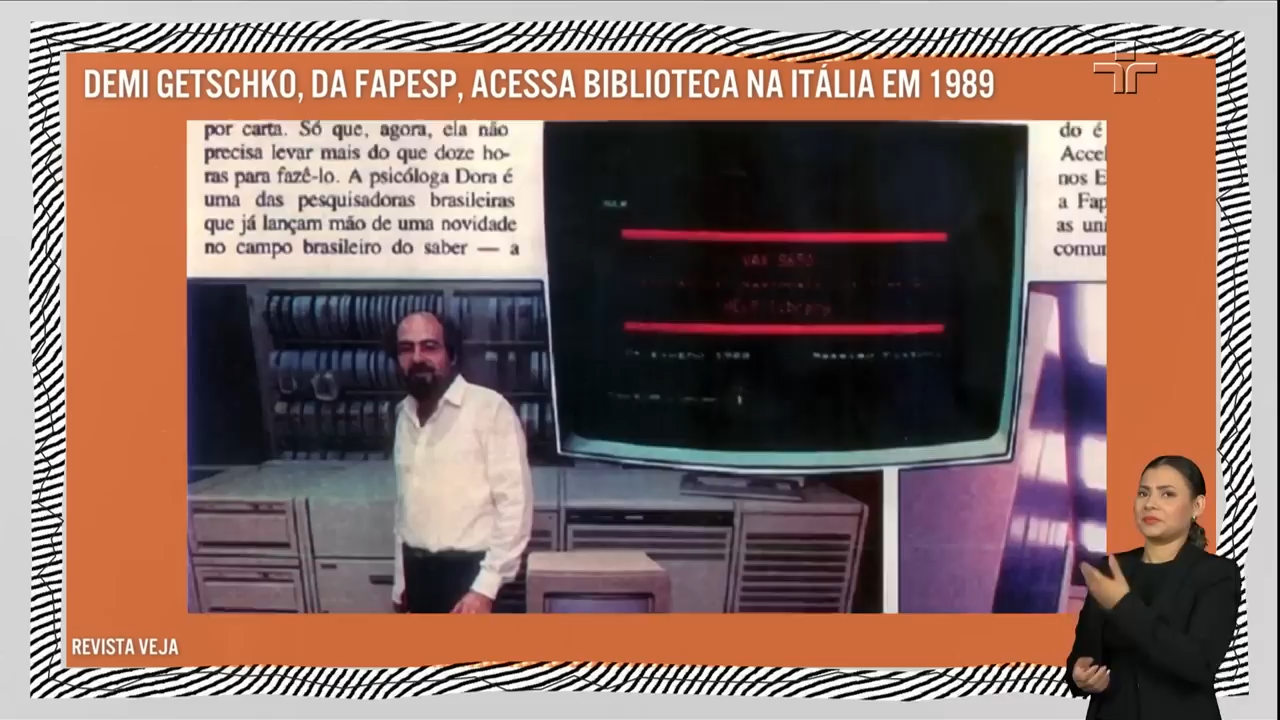 DEMI GETSCHKO, DA FAPESP, ACESSA BIBLIOTECA NA ITÁLIA EM 1989
por carta. Só que, agora, ela não
precisa levar mais do que doze ho-
ras para fazê-lo. A psicóloga Dora é
uma das pesquisadoras brasileiras
que já lançam mão de uma novidade
no campo brasileiro do saber — a
do é
Accel
nos E
a Fap
as uni
comun
VAX
library
REVISTA VEJA